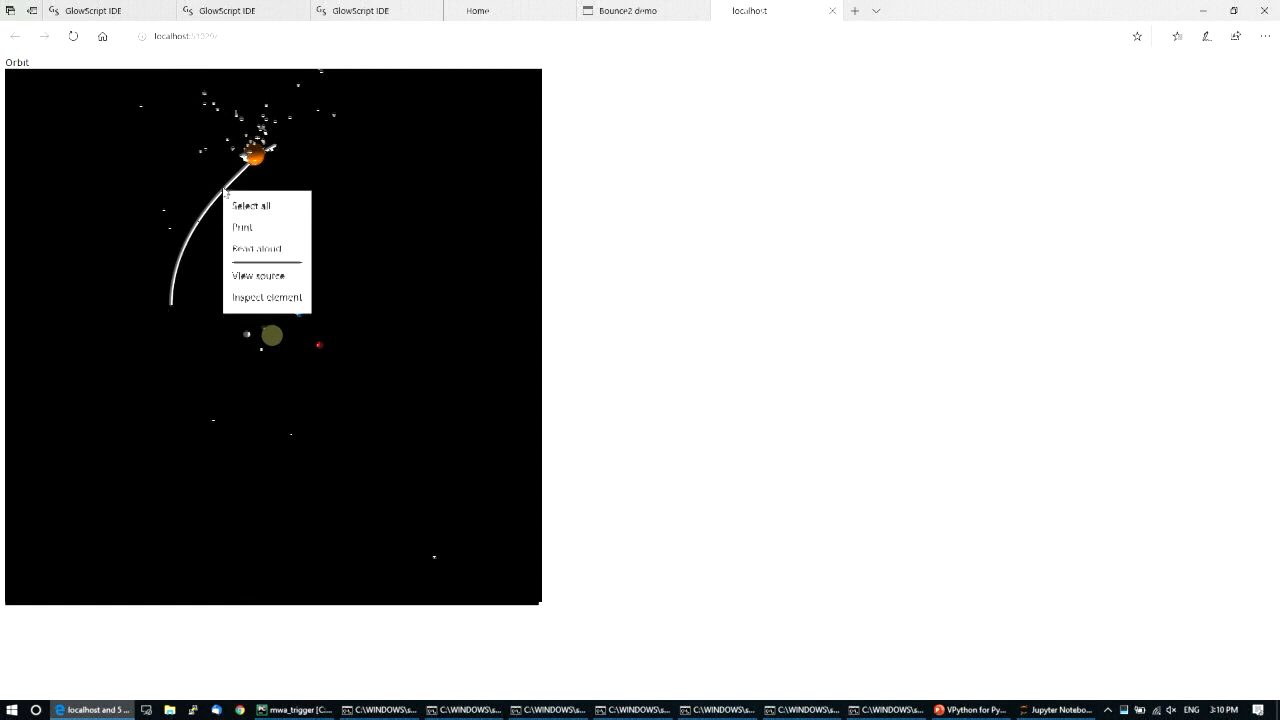 GlowScript IDE
GlowScript IDE
GlowScript IDE
Home
Bounce2 demo
localhost
localhost:51029/
Orbit
Select all
Print
Read aloud
View source
Inspect element
localhost and 5 ...
mwa_trigger [C:...
C:\WINDOWS\s...
C:\WINDOWS\s...
C:\WINDOWS\s...
C:\WINDOWS\s...
C:\WINDOWS\s...
C:\WINDOWS\s...
C:\WINDOWS\s...
VPython for Py...
Jupyter Notebo...
ENG
3:10 PM